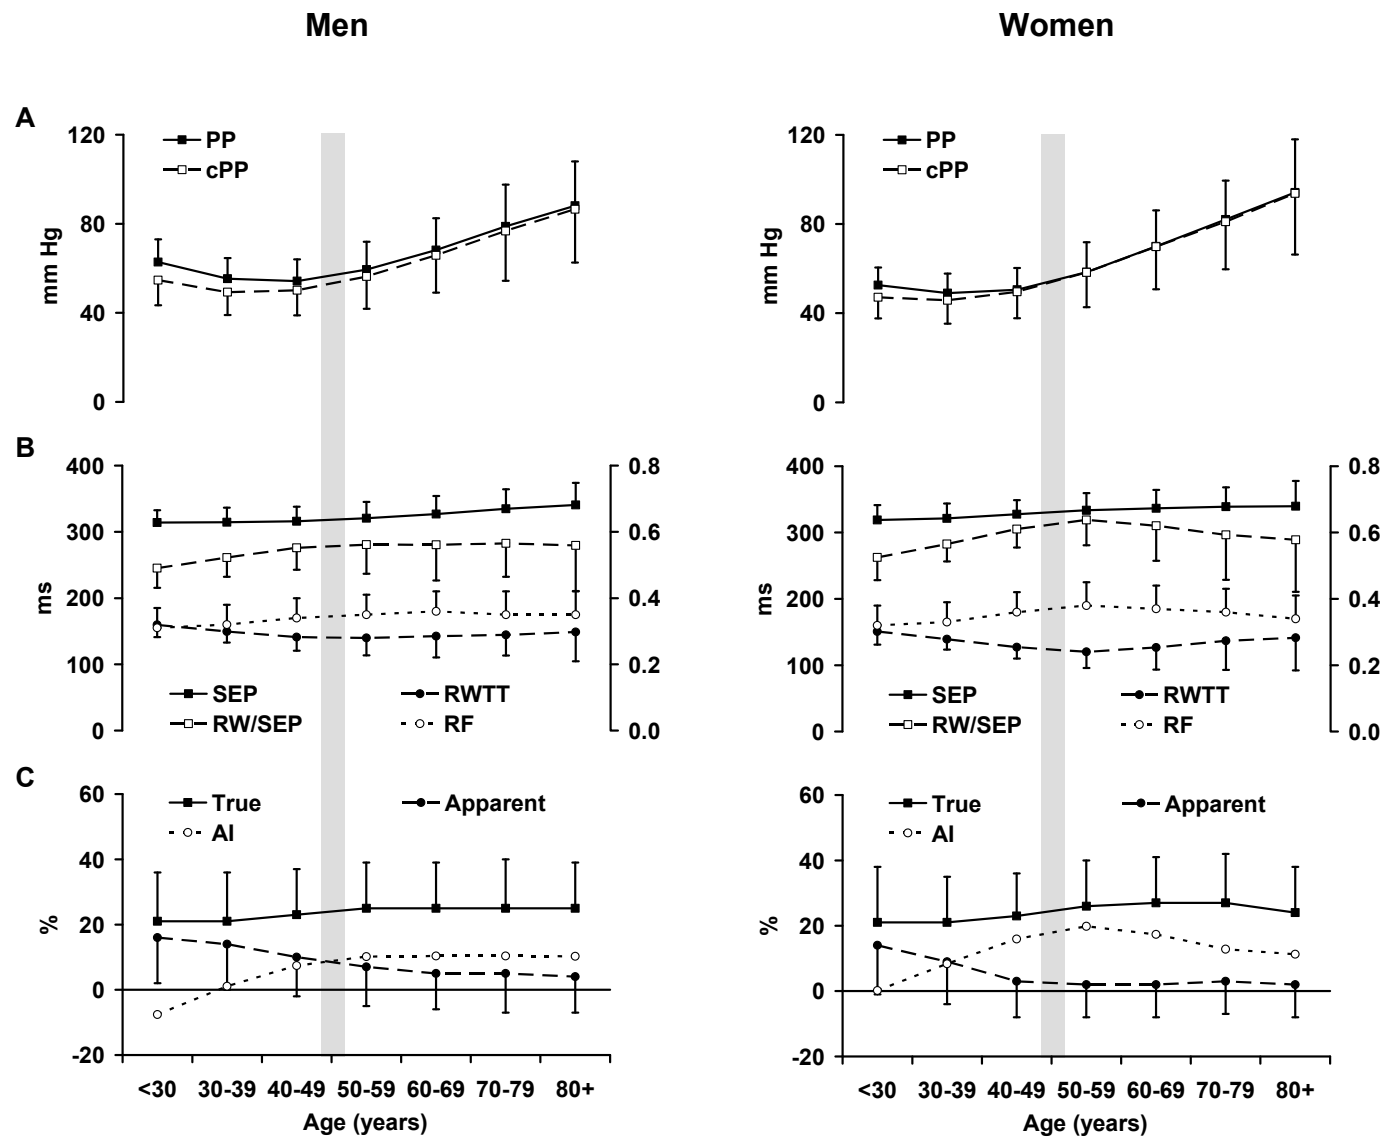 Men Women
A
120 PP 120 PP
cPP cPP
80 80
mm Hg mm Hg
40 40
0 0
B
400 0.8 400 0.8
300 0.6 300 0.6
ms ms
200 0.4 200 0.4
100 0.2 100 0.2
SEP RWTT SEP RWTT
RW/SEP RF RW/SEP RF
0 0.0 0 0.0
C
60 True Apparent 60 True Apparent
AI AI
40 40
20 20
% %
0 0
-20 -20
<30 30-39 40-49 50-59 60-69 70-79 80+ <30 30-39 40-49 50-59 60-69 70-79 80+
Age (years) Age (years)